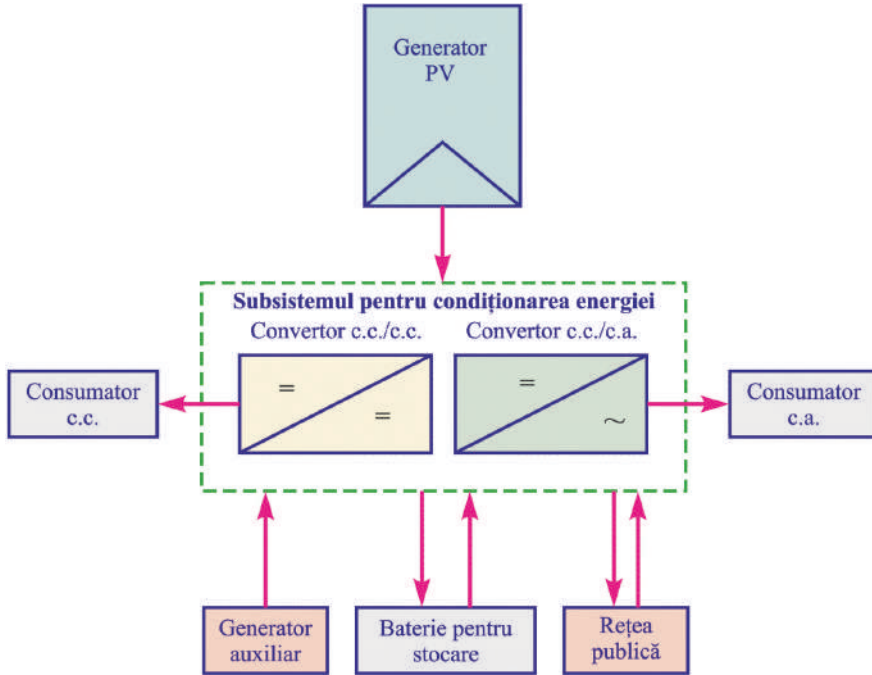 Generator
PV
Subsistemul pentru condiționarea energiei
Convertor c.c./c.c.
Convertor c.c./c.a.
=
=
=
~
Consumator
c.c.
Consumator
c.a.
Generator
auxiliar
Baterie pentru
stocare
Rețea
publică